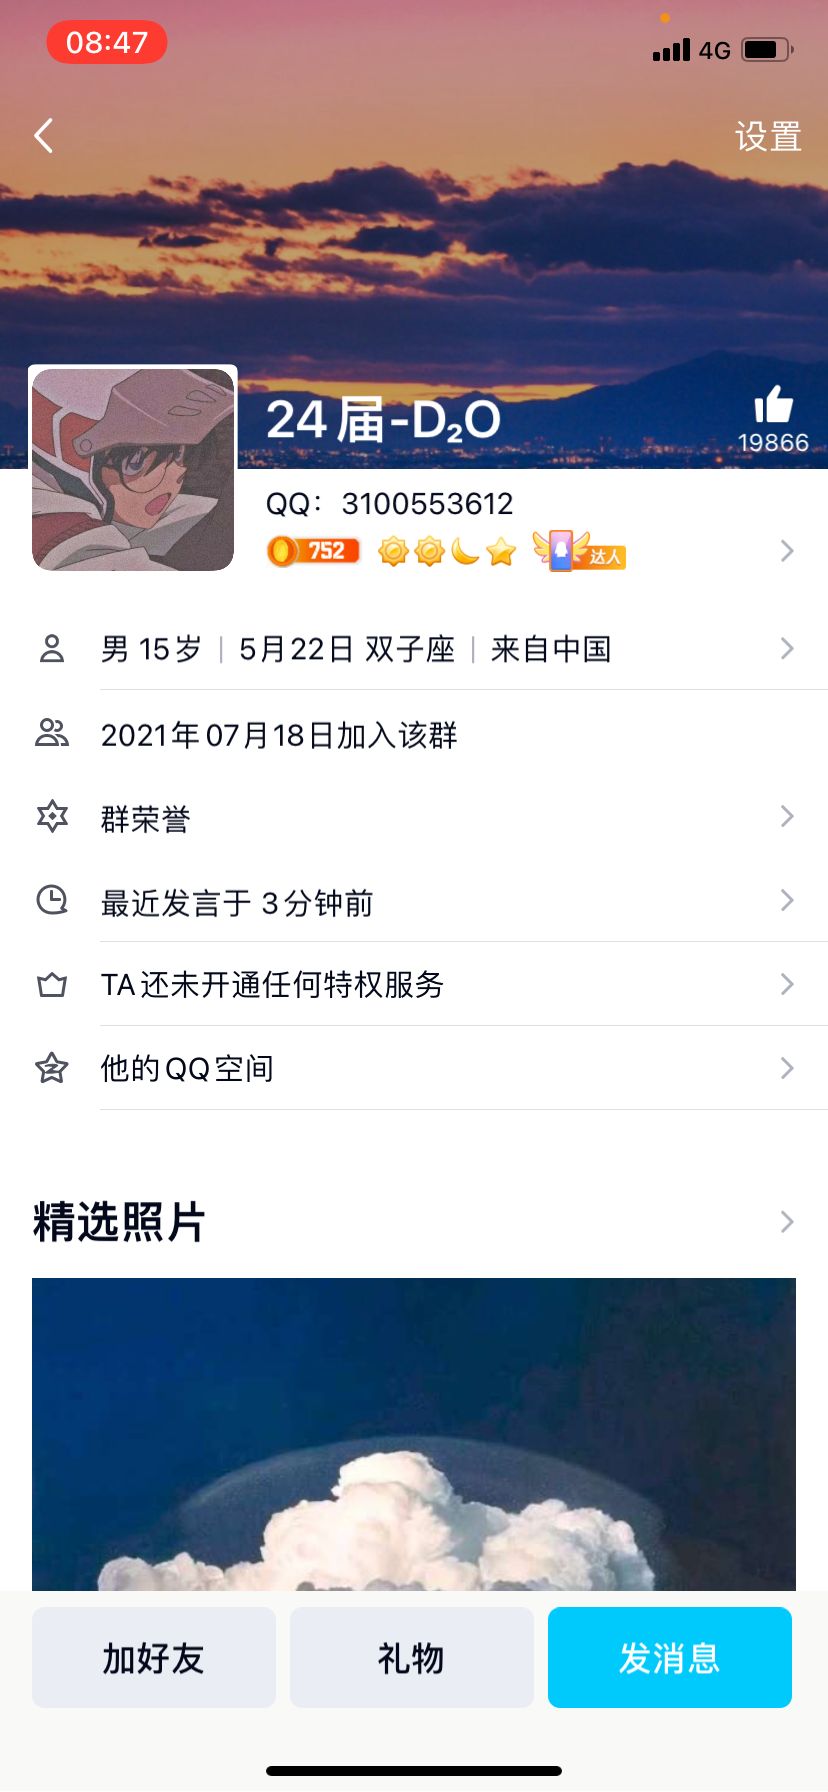 08:47
4G
设置
24届-D₂O
19866
QQ：3100553612
752
达人
男 15岁 | 5月22日 双子座 | 来自中国
2021年07月18日加入该群
群荣誉
最近发言于 3分钟前
TA还未开通任何特权服务
他的QQ空间
精选照片
加好友
礼物
发消息